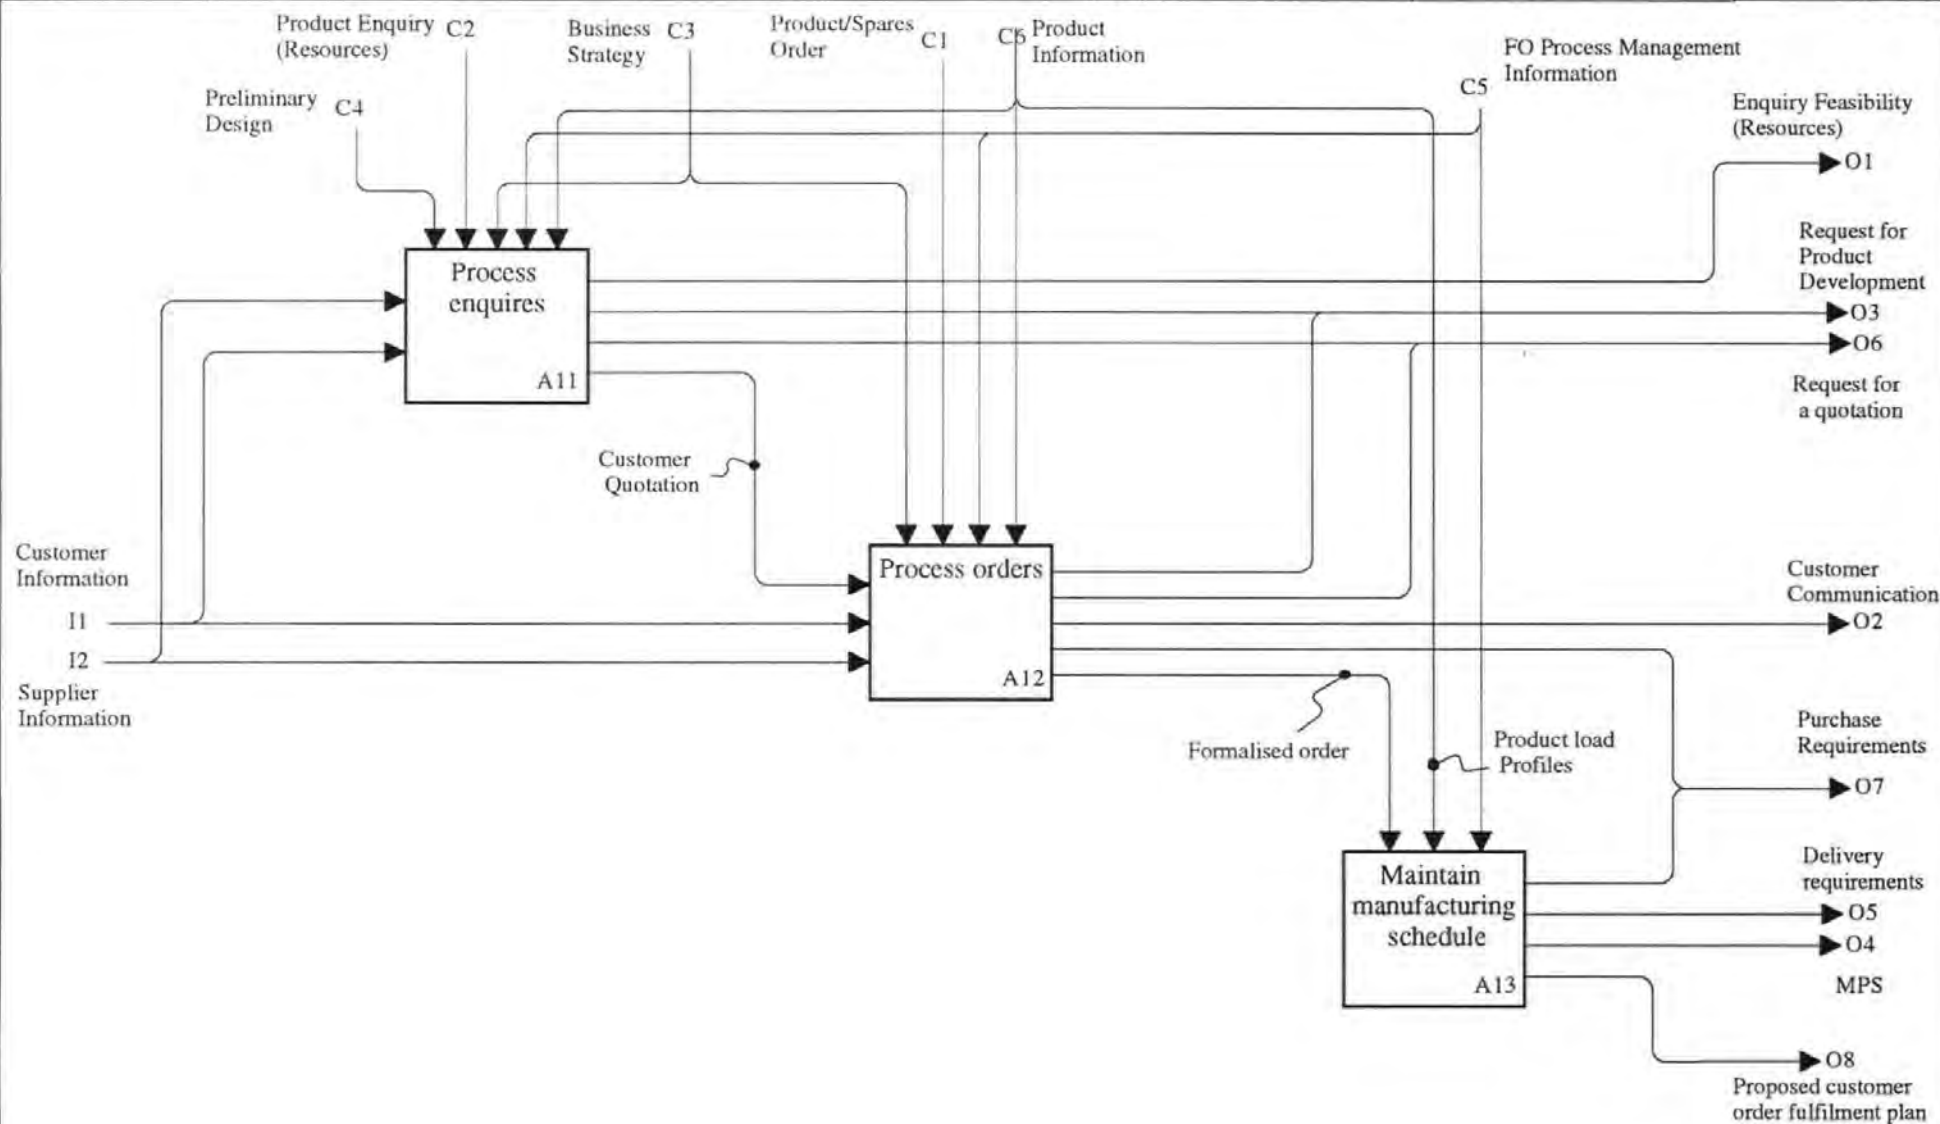 Product Enquiry C2
(Resources)
Business C3
Strategy
Product/Spares
Order C1
C6 Product
Information
FO Process Management
Information
C5
Preliminary C4
Design
Enquiry Feasibility
(Resources)
O1
Request for
Product
Development
O3
O6
Request for
a quotation
Process
enquires
A11
Customer
Quotation
Customer
Information
I1
I2
Supplier
Information
Process orders
A12
Customer
Communication
O2
Formalised order
Product load
Profiles
Purchase
Requirements
O7
Delivery
requirements
O5
O4
MPS
Maintain
manufacturing
schedule
A13
O8
Proposed customer
order fulfilment plan